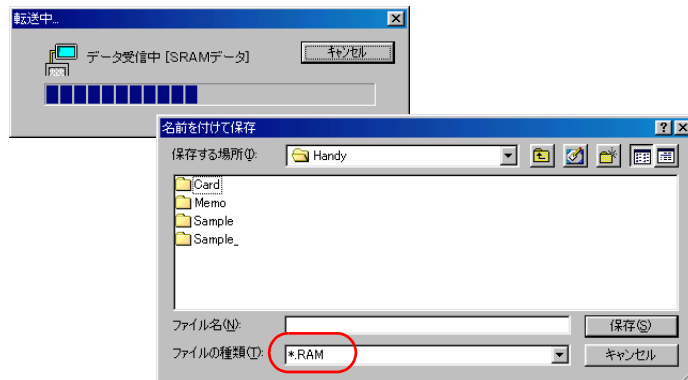 転送中...
データ受信中 [SRAMデータ]
キャンセル
名前を付けて保存
保存する場所(I):
Handy
Card
Memo
Sample
Sample_
ファイル名(N):
保存(S)
ファイルの種類(T):
*.RAM
キャンセル